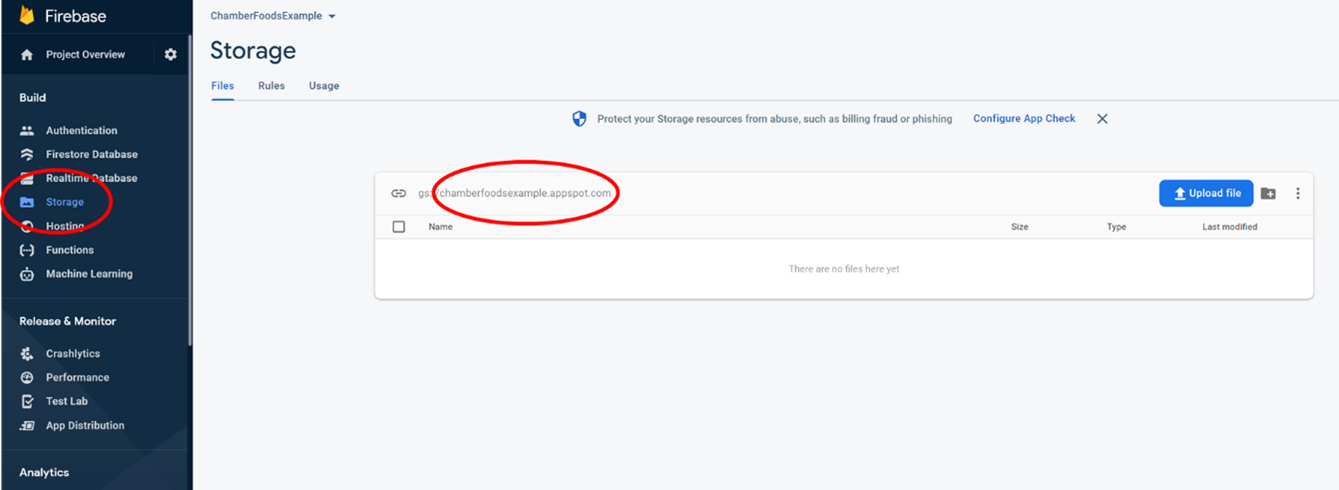 Firebase
Project Overview
Build
Authentication
Firestore Database
Realtime Database
Storage
Hosting
Functions
Machine Learning
Release & Monitor
Crashlytics
Performance
Test Lab
App Distribution
Analytics
ChamberFoodsExample
Storage
Files Rules Usage
Protect your Storage resources from abuse, such as billing fraud or phishing Configure App Check
gs://chamberfoodsexample.appspot.com Upload file
Name Size Type Last modified
There are no files here yet